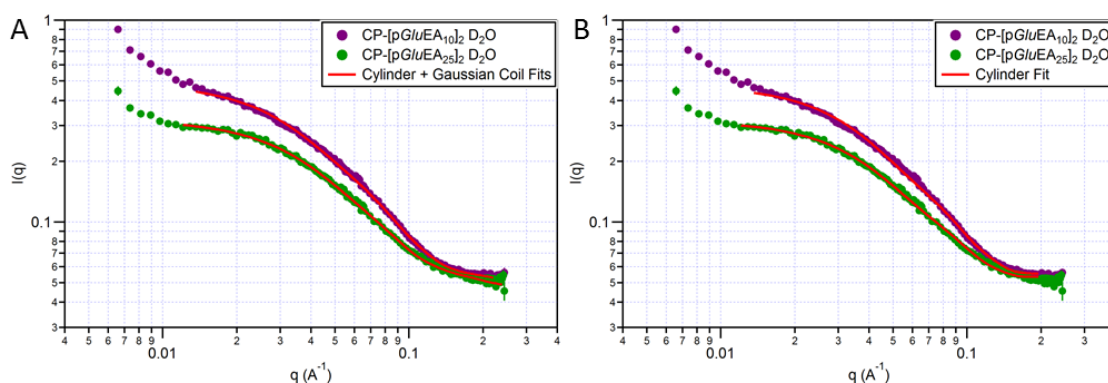 A
CP-[pGluEA10]2 D2O
CP-[pGluEA25]2 D2O
Cylinder + Gaussian Coil Fits
I(q)
1
9
8
7
6
5
4
3
2
0.1
9
8
7
6
5
4
3
4 5 6 7 8 9 0.01 2 3 4 5 6 7 8 9 0.1 2 3 4
q (A-1)
B
CP-[pGluEA10]2 D2O
CP-[pGluEA25]2 D2O
Cylinder Fit
I(q)
1
9
8
7
6
5
4
3
2
0.1
9
8
7
6
5
4
3
4 5 6 7 8 9 0.01 2 3 4 5 6 7 8 9 0.1 2 3 4
q (A-1)